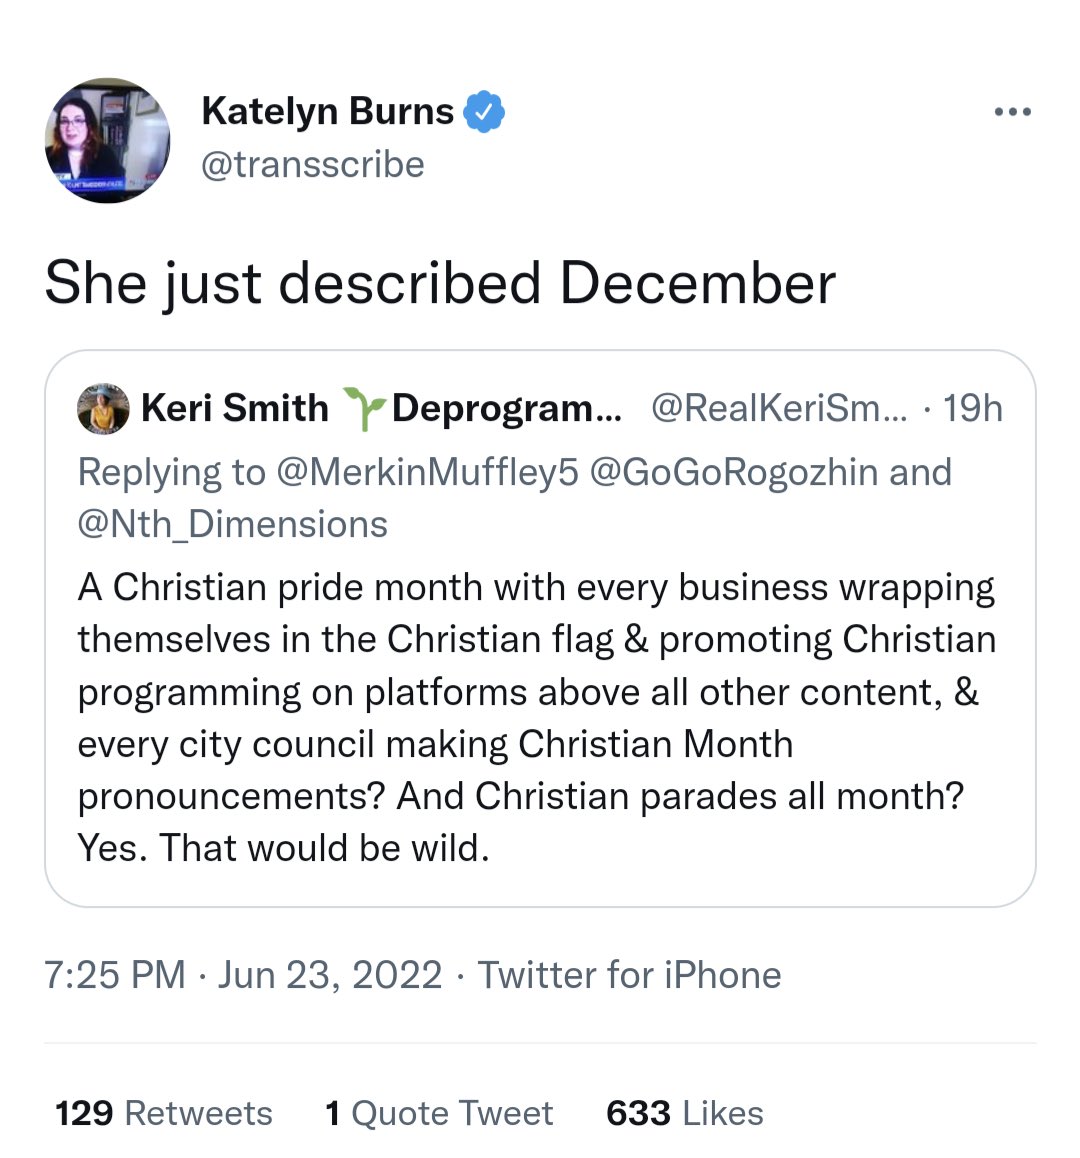 Katelyn Burns
@transscribe
She just described December
Keri Smith 🌱Deprogram... @RealKeriSm... · 19h
Replying to @MerkinMuffley5 @GoGoRogozhin and
@Nth_Dimensions
A Christian pride month with every business wrapping
themselves in the Christian flag & promoting Christian
programming on platforms above all other content, &
every city council making Christian Month
pronouncements? And Christian parades all month?
Yes. That would be wild.
7:25 PM · Jun 23, 2022 · Twitter for iPhone
129 Retweets 1 Quote Tweet 633 Likes